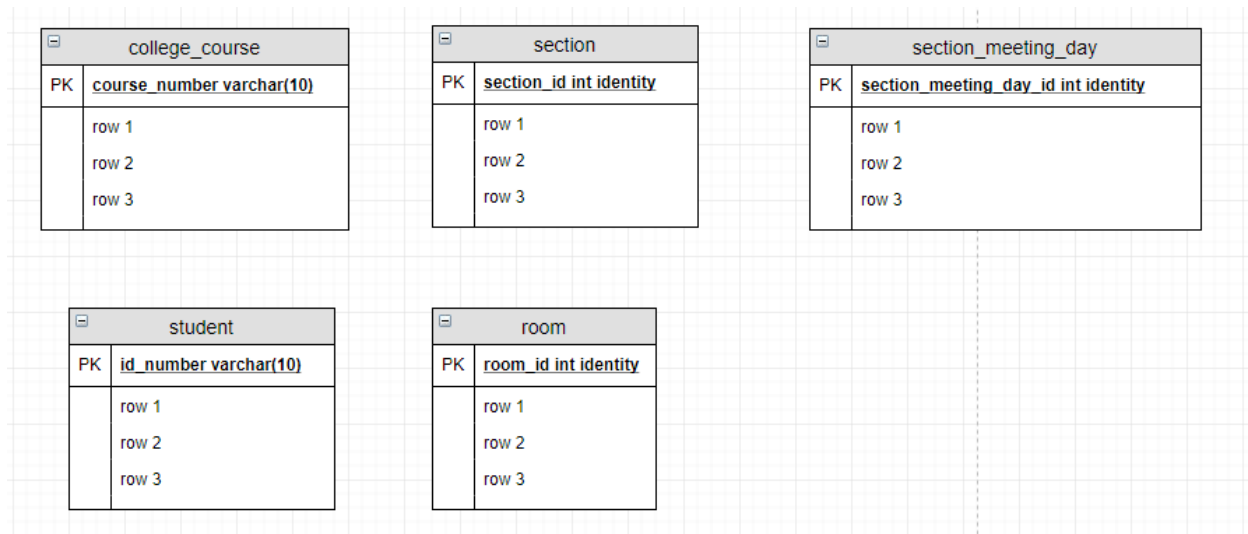 college_course
PK course_number varchar(10)
row 1
row 2
row 3
section
PK section_id int identity
row 1
row 2
row 3
section_meeting_day
PK section_meeting_day_id int identity
row 1
row 2
row 3
student
PK id_number varchar(10)
row 1
row 2
row 3
room
PK room_id int identity
row 1
row 2
row 3